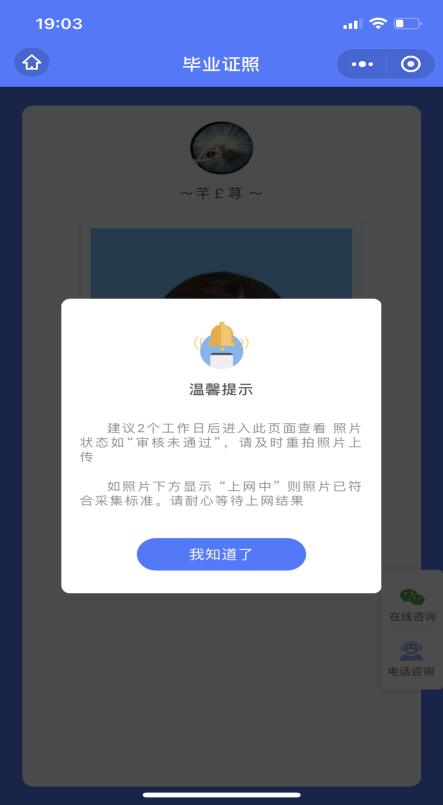 19:03
毕业证照
～芊￡荨～
温馨提示
建议2个工作日后进入此页面查看 照片
状态如“审核未通过”，请及时重拍照片上
传
如照片下方显示“上网中”则照片已符
合采集标准。请耐心等待上网结果
我知道了
在线咨询
电话咨询